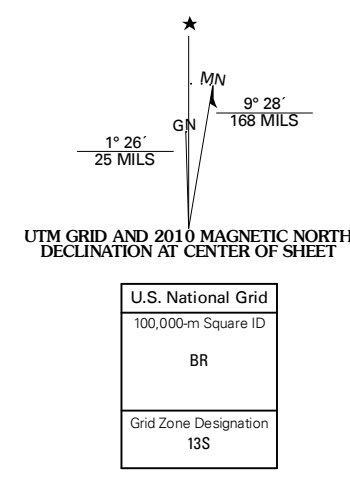 ★
MN
9° 28´
168 MILS
GN
1° 26´
25 MILS
UTM GRID AND 2010 MAGNETIC NORTH
DECLINATION AT CENTER OF SHEET
U.S. National Grid
100,000-m Square ID
BR
Grid Zone Designation
13S